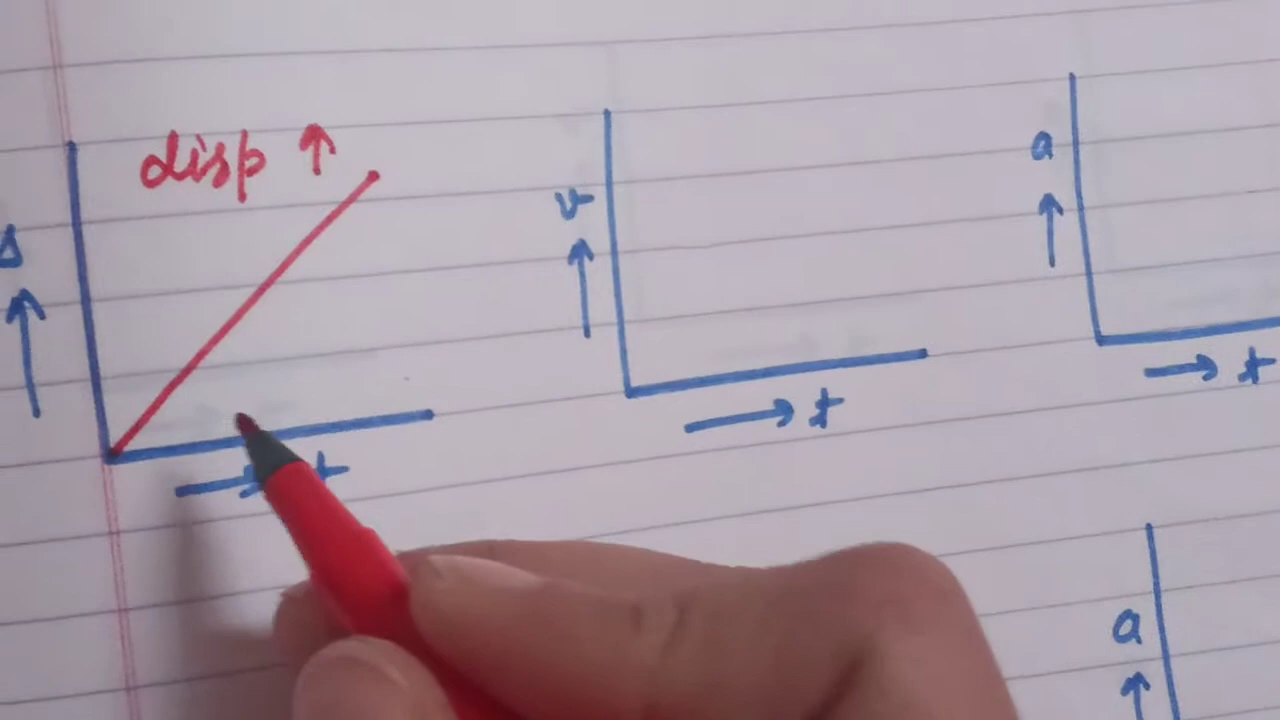 disp ↑
s ↑
→ t
v ↑
→ t
a ↑
→ t
a ↑